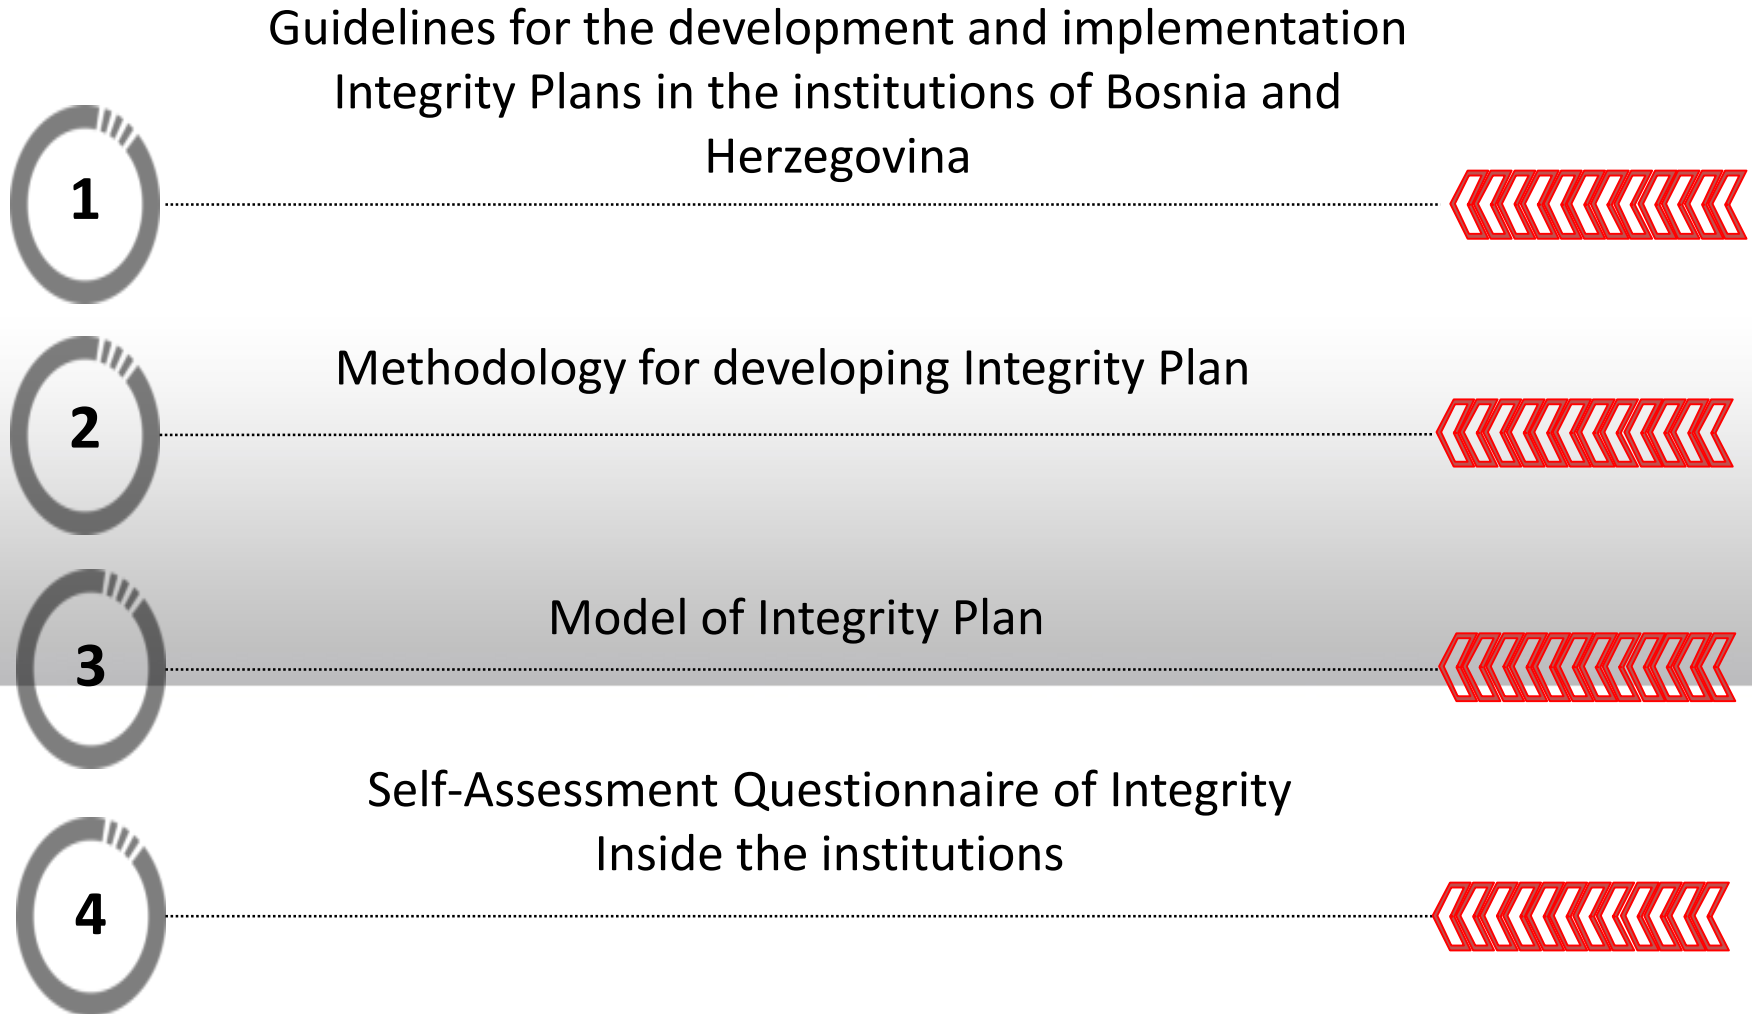 Guidelines for the development and implementation
Integrity Plans in the institutions of Bosnia and
Herzegovina
1
Methodology for developing Integrity Plan
2
Model of Integrity Plan
3
Self-Assessment Questionnaire of Integrity
Inside the institutions
4